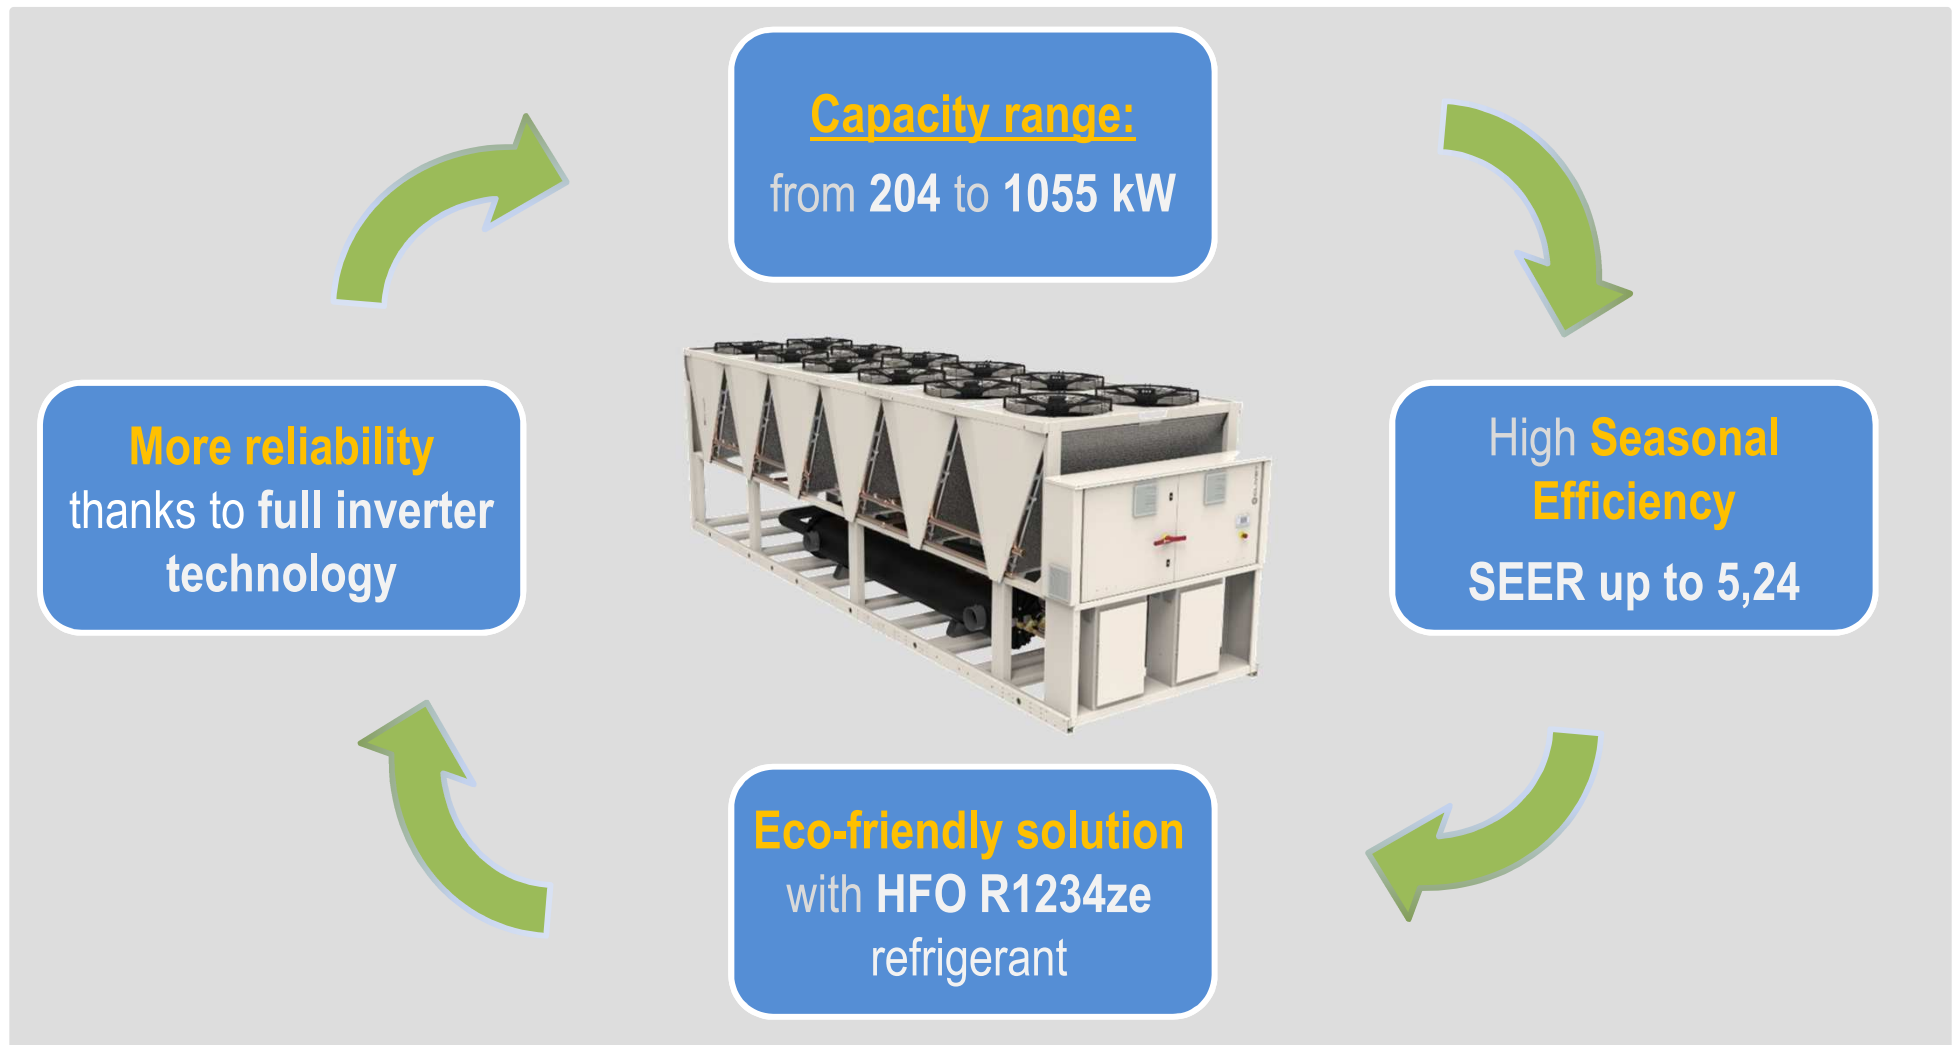 Capacity range:
from 204 to 1055 kW
More reliability
thanks to full inverter
technology
High Seasonal
Efficiency
SEER up to 5,24
Eco-friendly solution
with HFO R1234ze
refrigerant